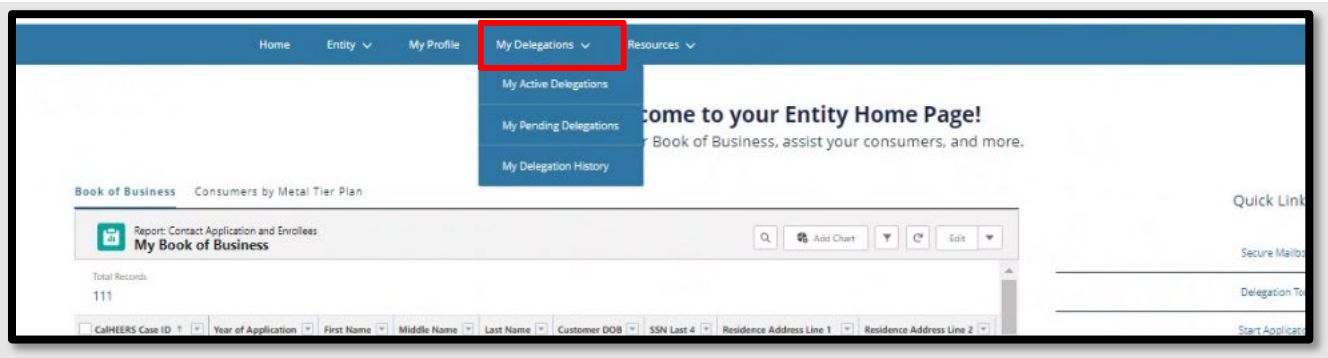 Home Entity My Profile My Delegations Resources
My Active Delegations
My Pending Delegations
My Delegation History
come to your Entity Home Page!
Book of Business, assist your consumers, and more.
Book of Business Consumers by Metal Tier Plan
Quick Link
Report: Contact Application and Enrollees
My Book of Business
Add Chart Edit
Secure Mailbo
Total Records
111
Delegation To
CalHEERS Case ID ↑ Year of Application First Name Middle Name Last Name Customer DOB SSN Last 4 Residence Address Line 1 Residence Address Line 2
Start Applicat